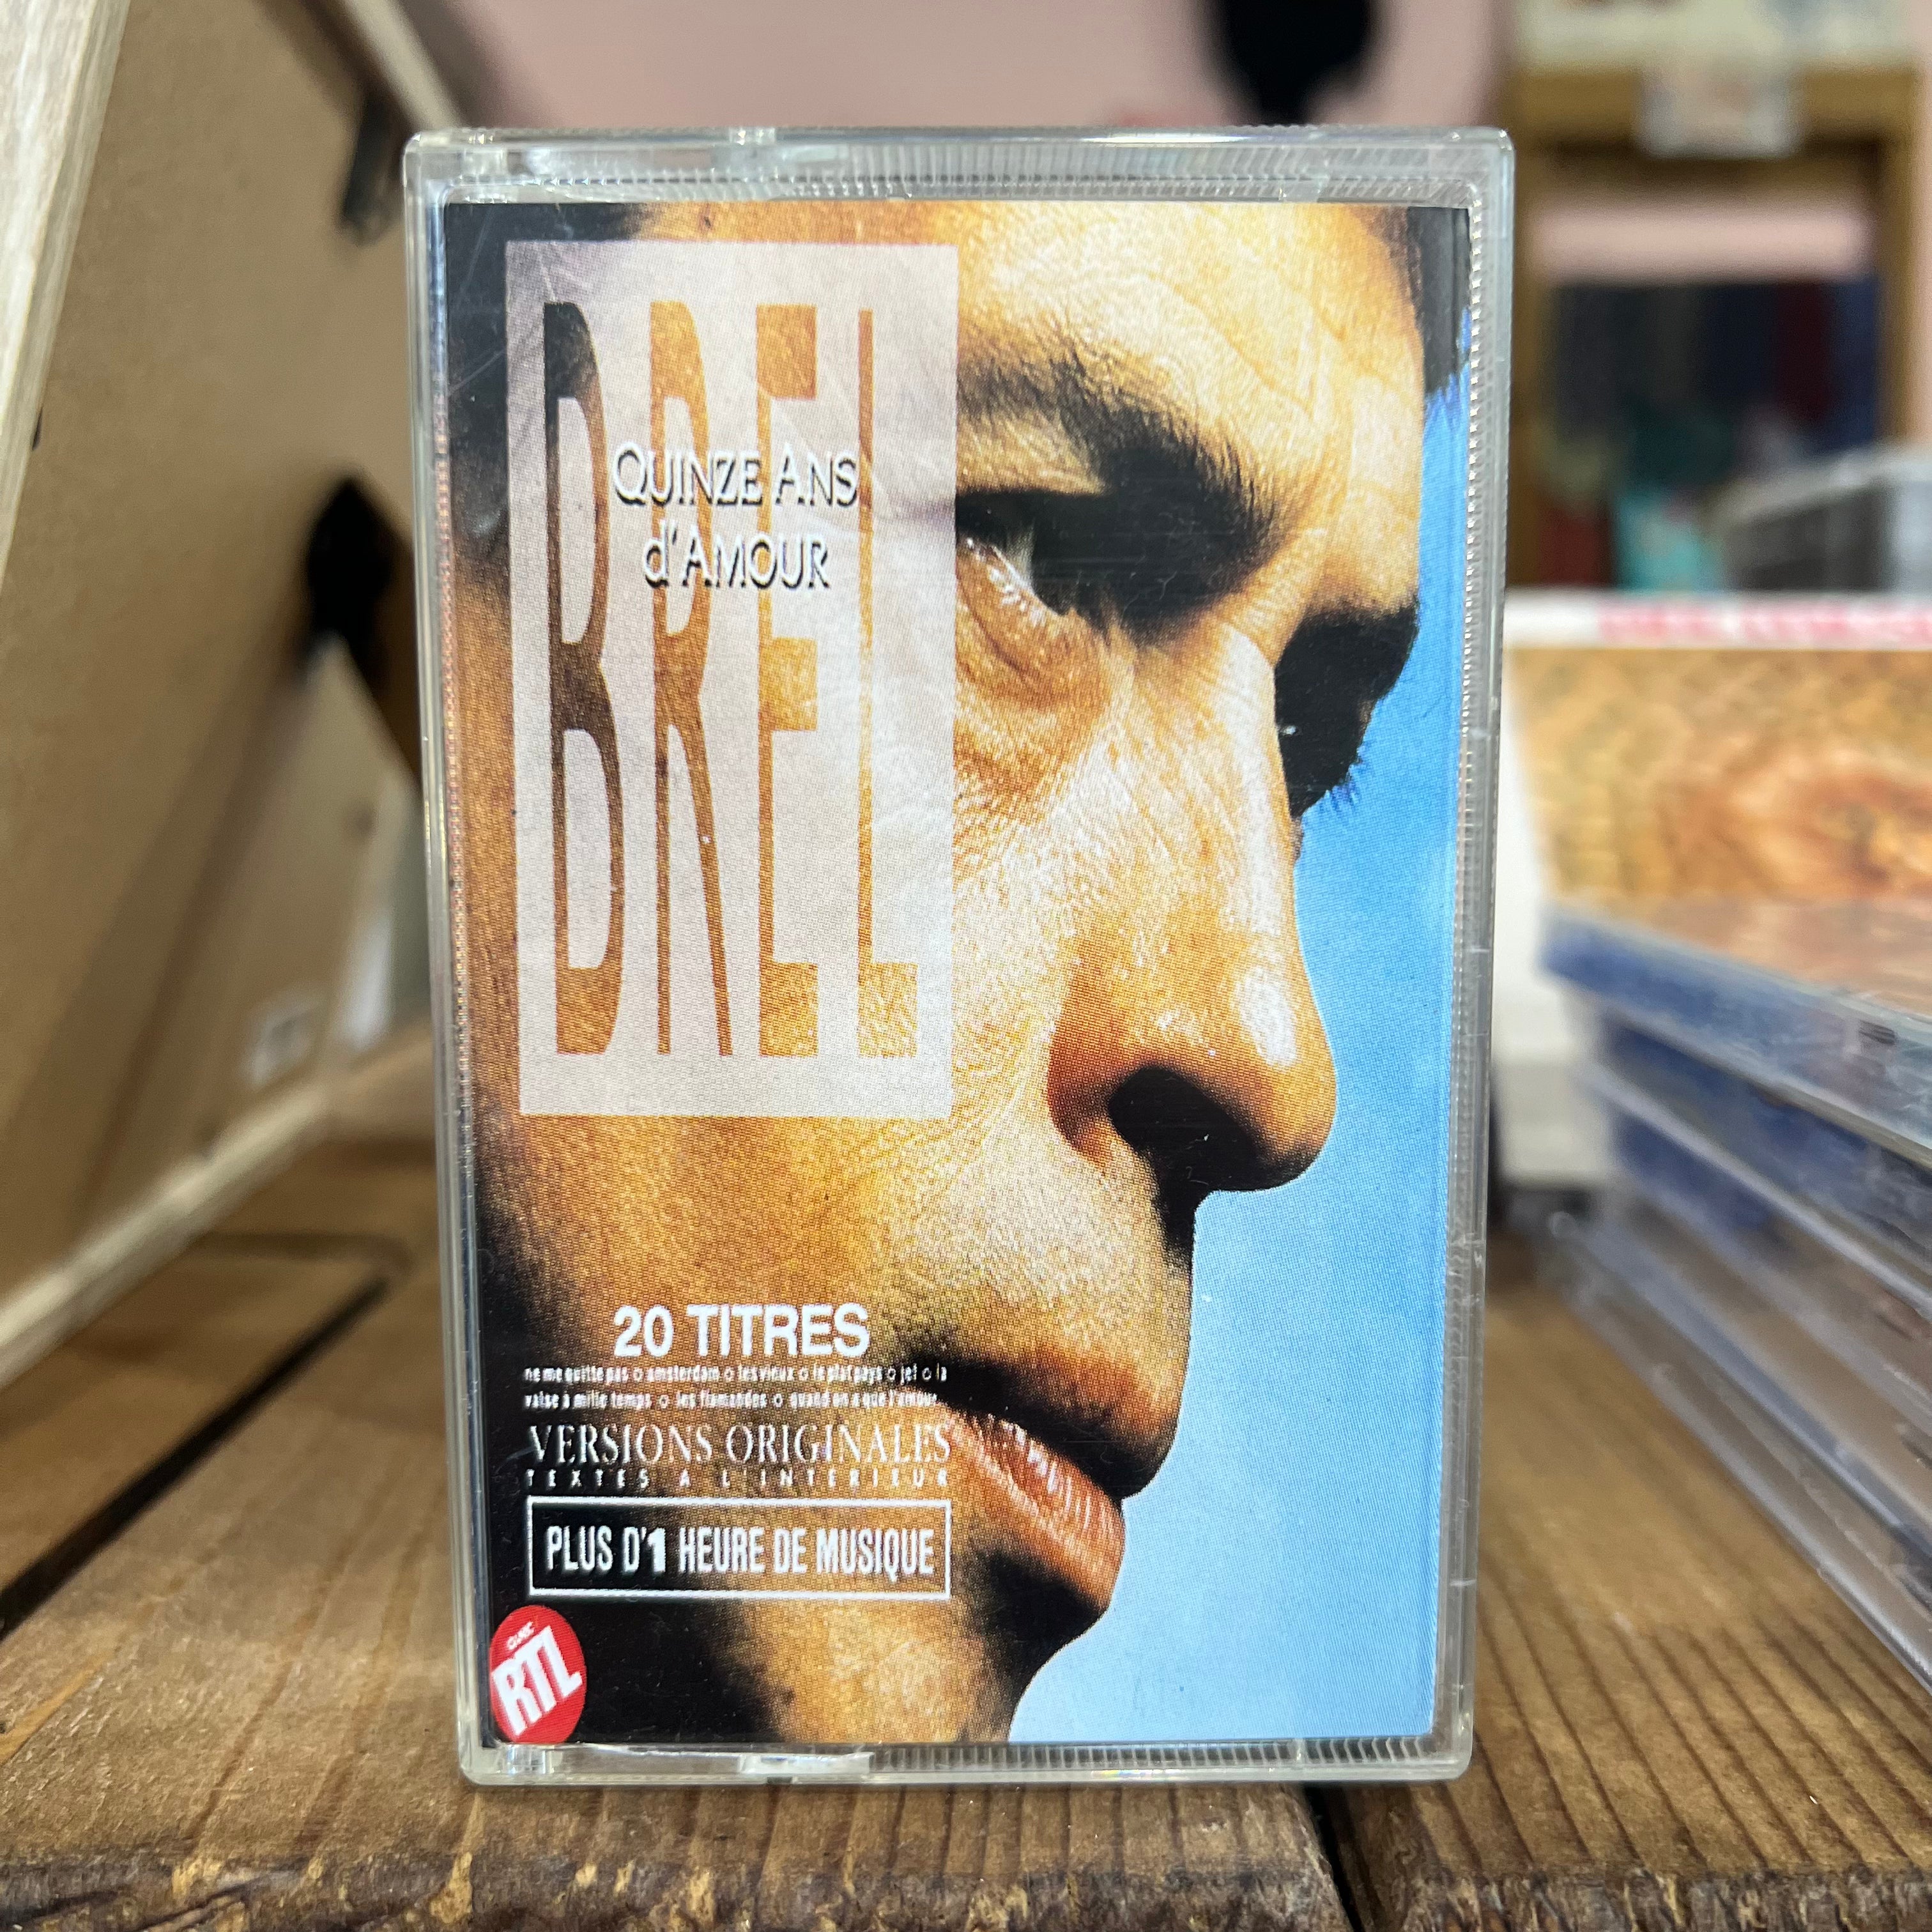 BREL
QUINZE ANS
d'AMOUR
20 TITRES
ne me quitte pas o amsterdam o les vieux o le plat pays o jef o la
valse à mille temps o les flamandes o quand on a que l'amour
VERSIONS ORIGINALES
TEXTES A L'INTERIEUR
PLUS D'1 HEURE DE MUSIQUE
RTL